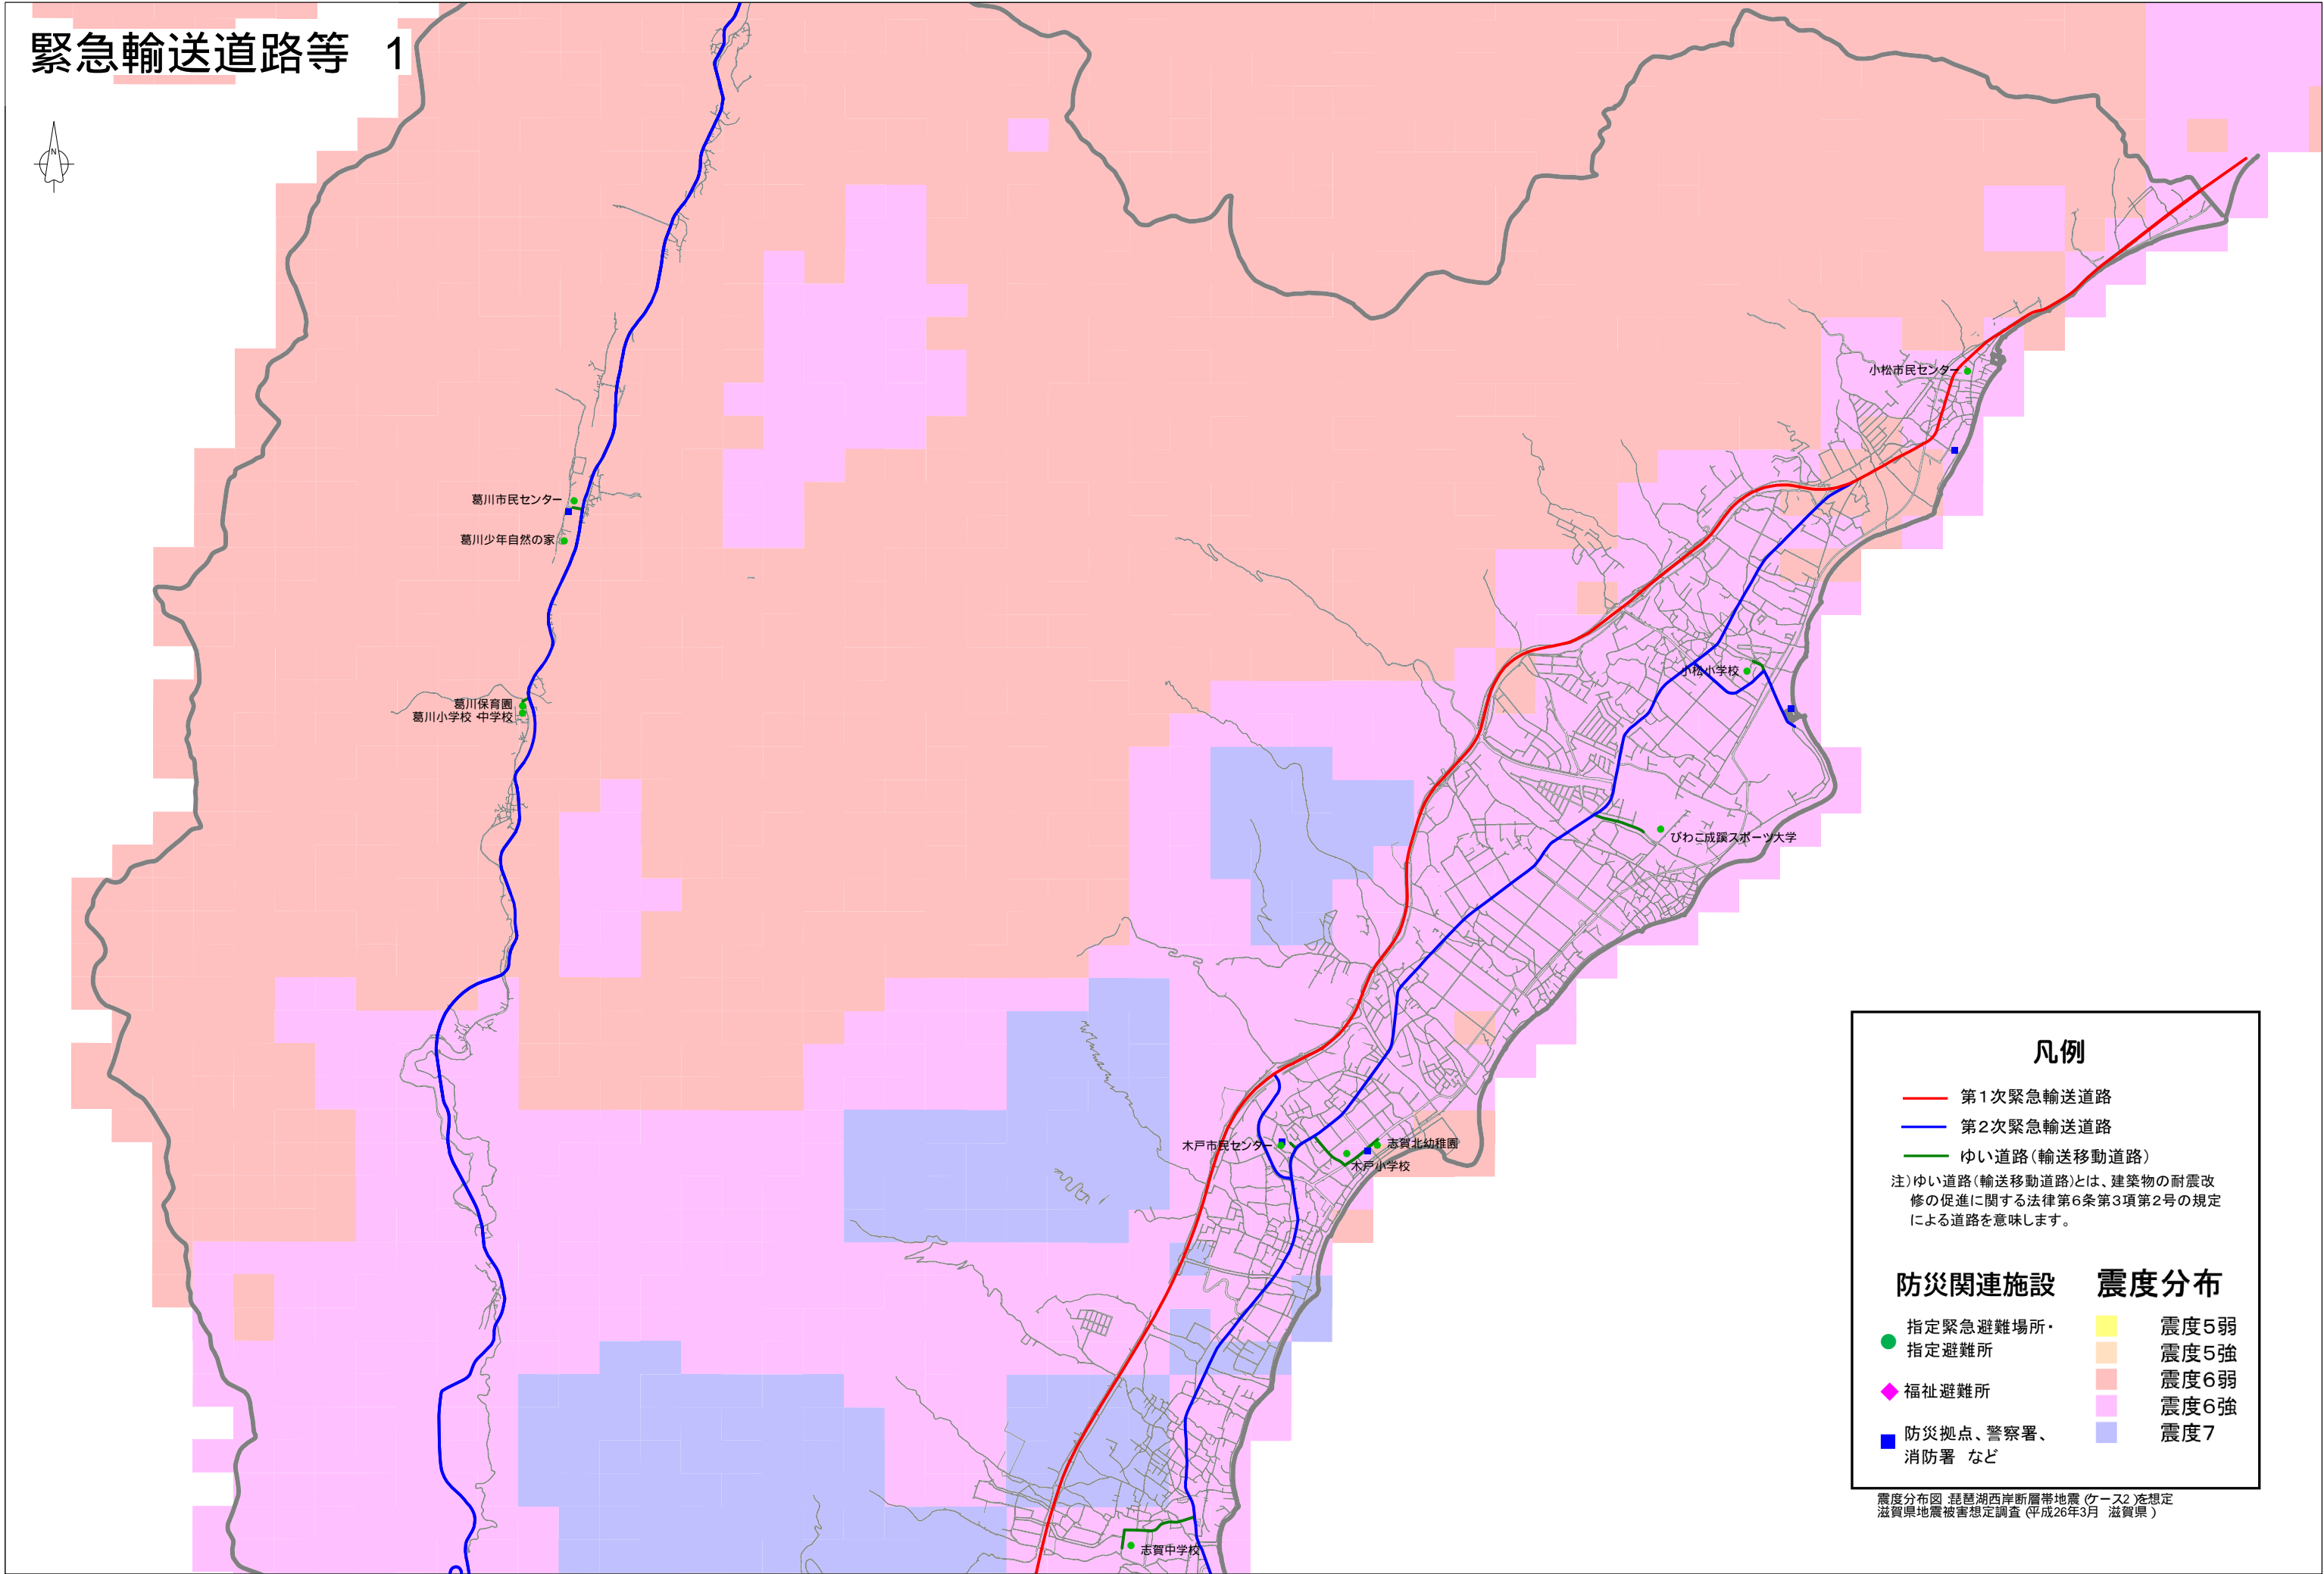 緊急輸送道路等 1
N
小松市民センター
葛川市民センター
葛川少年自然の家
小松小学校
葛川保育園
葛川小学校・中学校
びわこ成蹊スポーツ大学
木戸市民センター
志賀北幼稚園
木戸小学校
志賀中学校
凡例
第1次緊急輸送道路
第2次緊急輸送道路
ゆい道路(輸送移動道路)
注)ゆい道路(輸送移動道路)とは、建築物の耐震改
修の促進に関する法律第6条第3項第2号の規定
による道路を意味します。
防災関連施設
指定緊急避難場所・
指定避難所
福祉避難所
防災拠点、警察署、
消防署 など
震度分布
震度5弱
震度5強
震度6弱
震度6強
震度7
震度分布図:琵琶湖西岸断層帯地震(ケース2)を想定
滋賀県地震被害想定調査(平成26年3月 滋賀県)